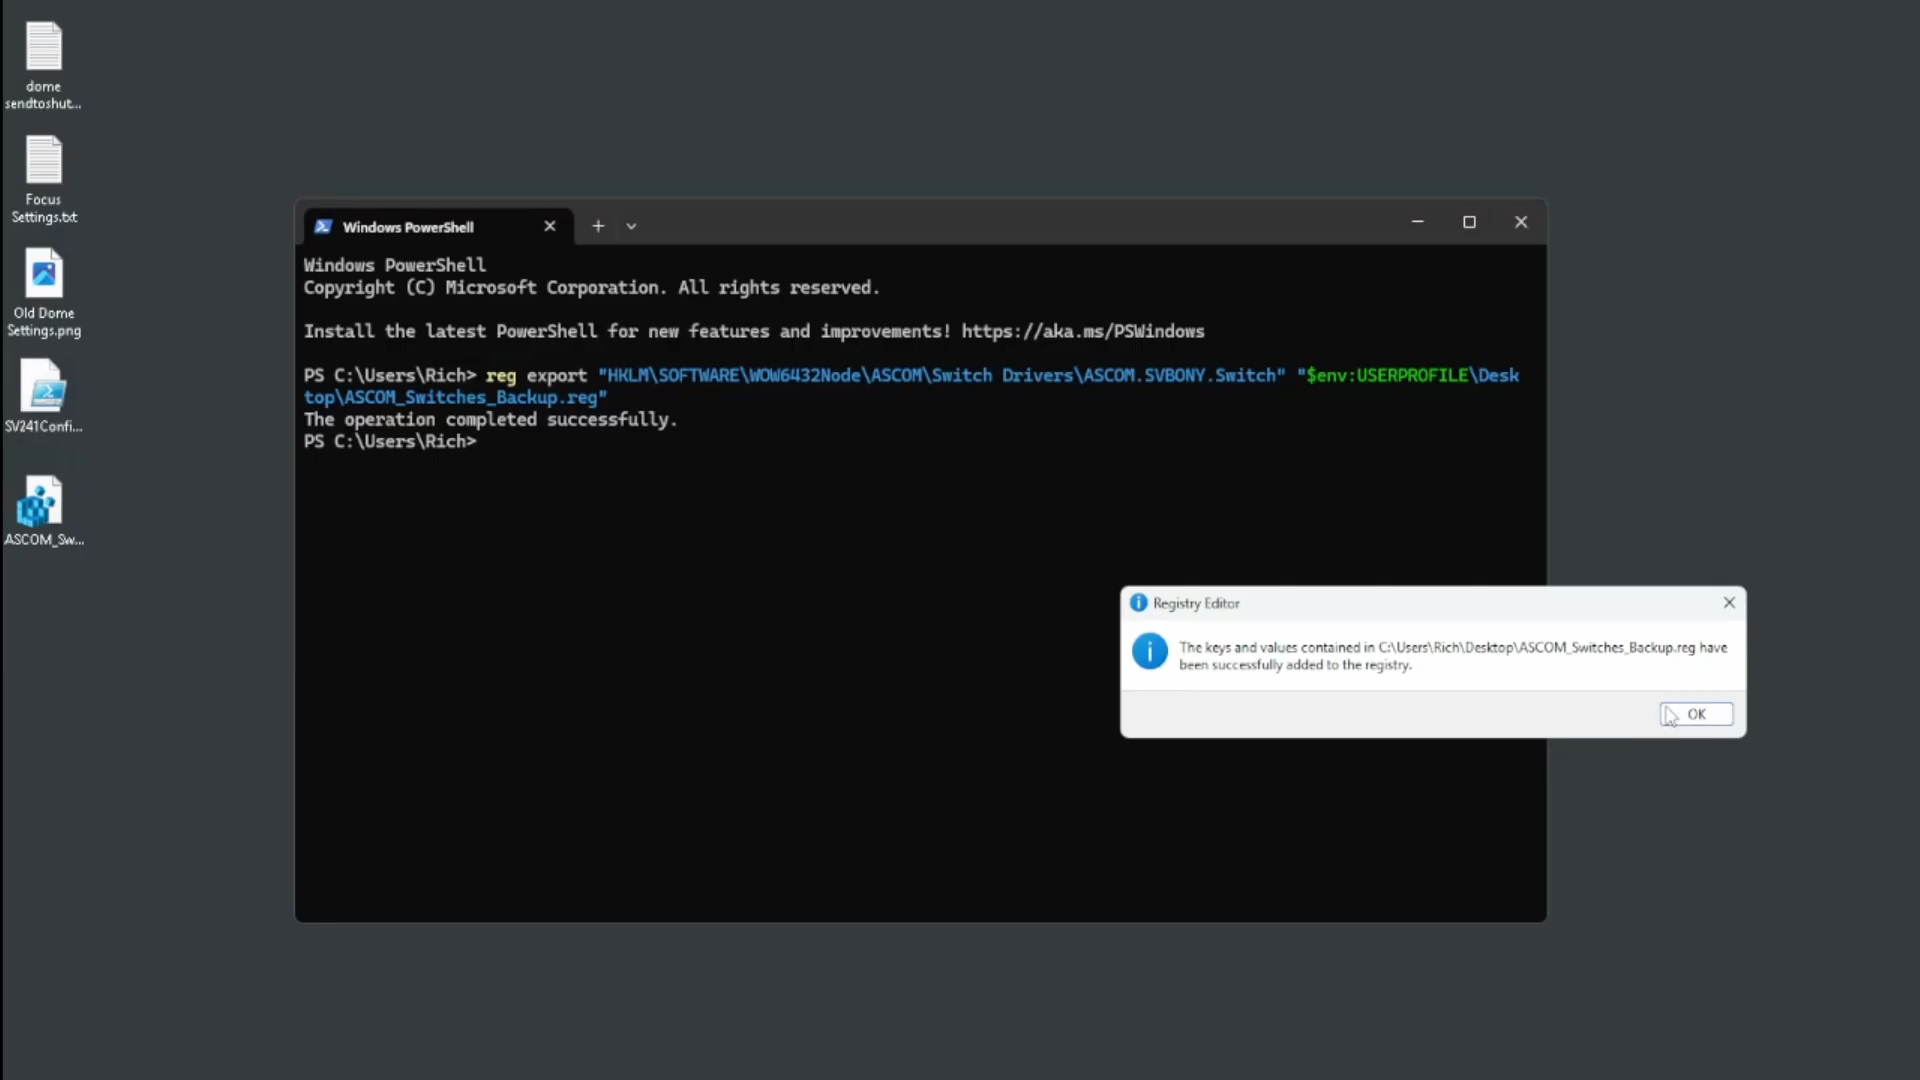 dome
sendtoshut...
Focus
Settings.txt
Old Dome
Settings.png
SV241Confi...
ASCOM_Sw...
Windows PowerShell
Windows PowerShell
Copyright (C) Microsoft Corporation. All rights reserved.
Install the latest PowerShell for new features and improvements! https://aka.ms/PSWindows
PS C:\Users\Rich> reg export "HKLM\SOFTWARE\WOW6432Node\ASCOM\Switch Drivers\ASCOM.SVBONY.Switch" "$env:USERPROFILE\Desk
top\ASCOM_Switches_Backup.reg"
The operation completed successfully.
PS C:\Users\Rich>
Registry Editor
The keys and values contained in C:\Users\Rich\Desktop\ASCOM_Switches_Backup.reg have
been successfully added to the registry.
OK